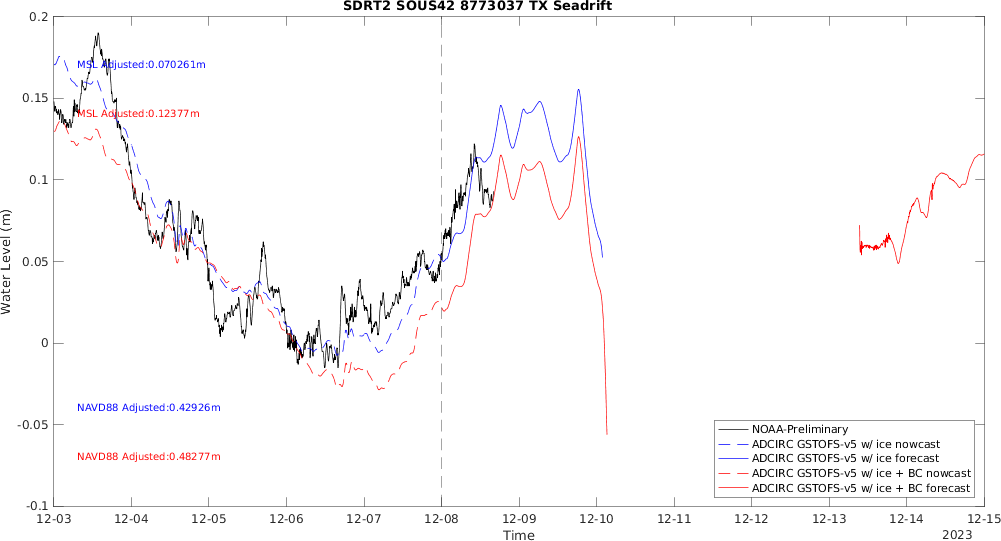 SDRT2 SOUS42 8773037 TX Seadrift
0.2
0.15
0.1
0.05
0
-0.05
-0.1
Water Level (m)
MSL Adjusted:0.070261m
MSL Adjusted:0.12377m
NAVD88 Adjusted:0.42926m
NAVD88 Adjusted:0.48277m
NOAA-Preliminary
ADCIRC GSTOFS-v5 w/ice nowcast
ADCIRC GSTOFS-v5 w/ice forecast
ADCIRC GSTOFS-v5 w/ice + BC nowcast
ADCIRC GSTOFS-v5 w/ice + BC forecast
12-03 12-04 12-05 12-06 12-07 12-08 12-09 12-10 12-11 12-12 12-13 12-14 12-15
Time
2023